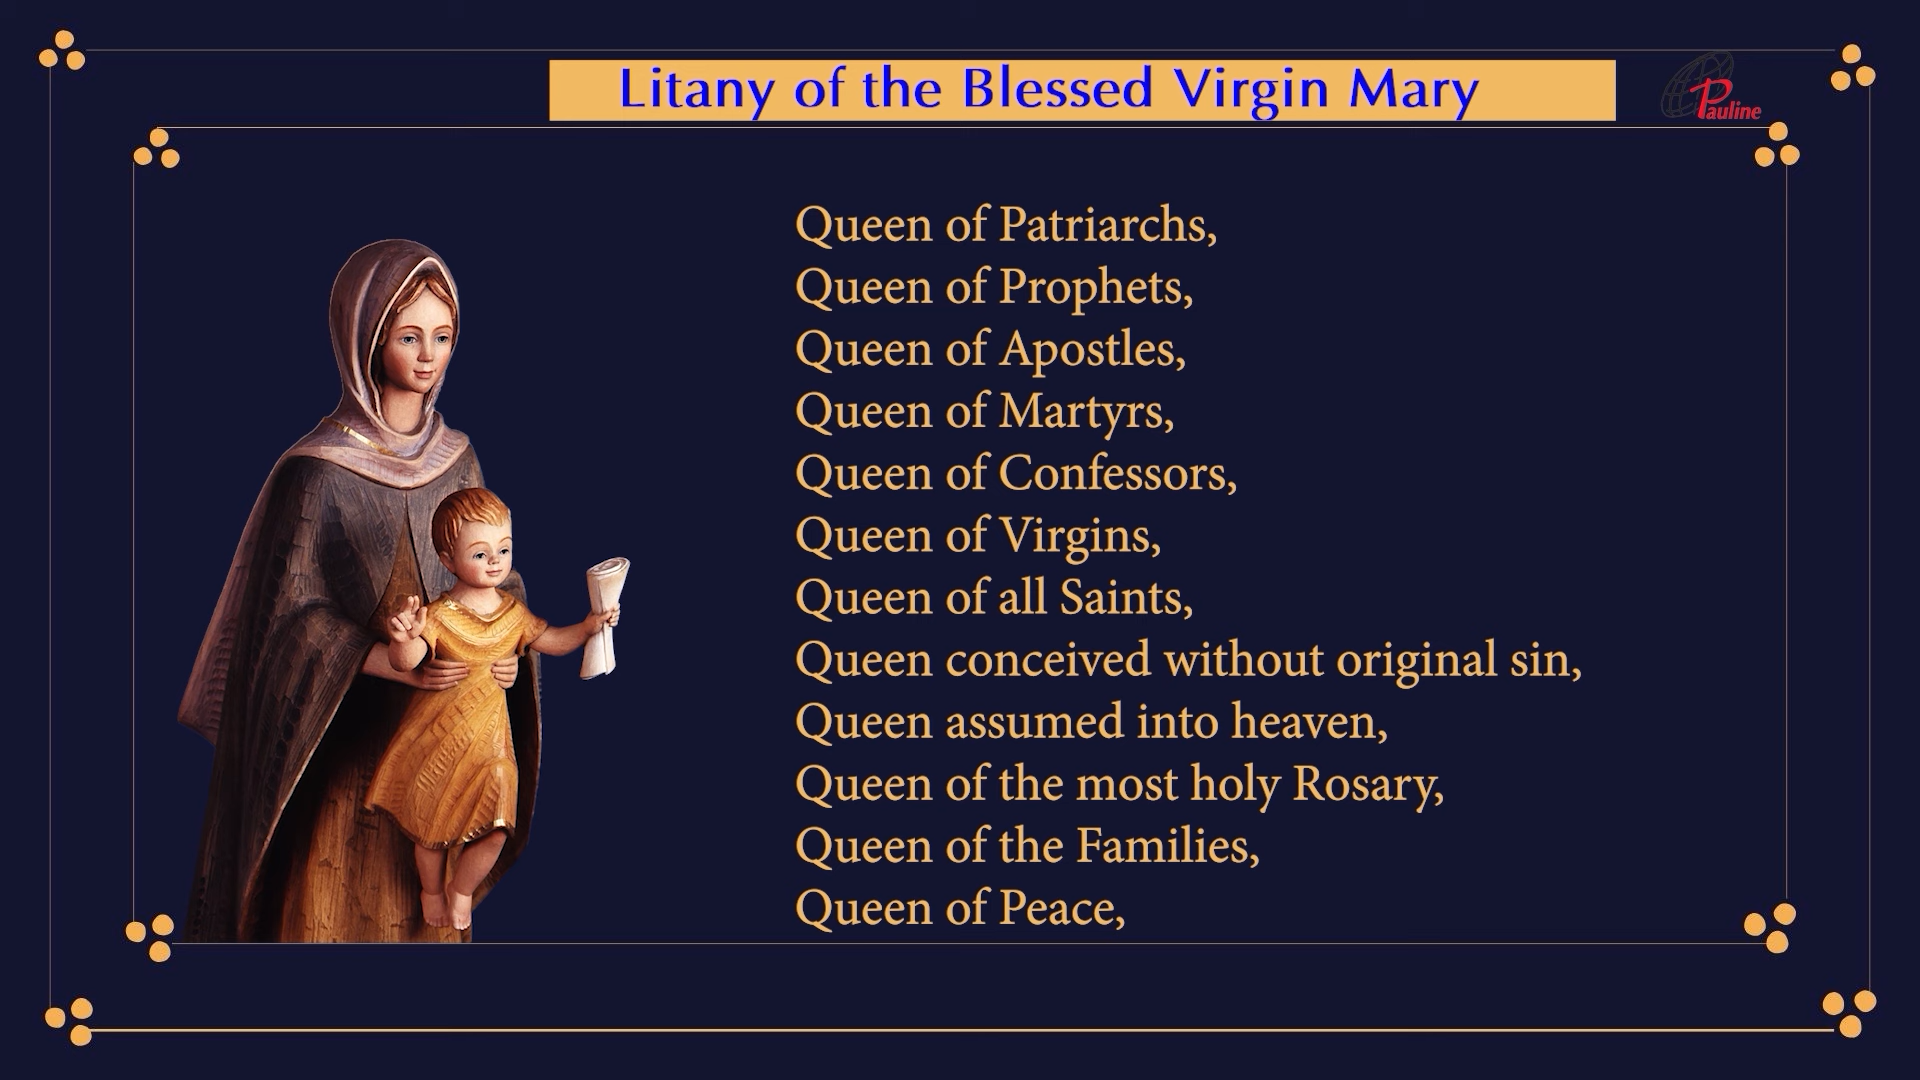 Litany of the Blessed Virgin Mary
Pauline
Queen of Patriarchs,
Queen of Prophets,
Queen of Apostles,
Queen of Martyrs,
Queen of Confessors,
Queen of Virgins,
Queen of all Saints,
Queen conceived without original sin,
Queen assumed into heaven,
Queen of the most holy Rosary,
Queen of the Families,
Queen of Peace,